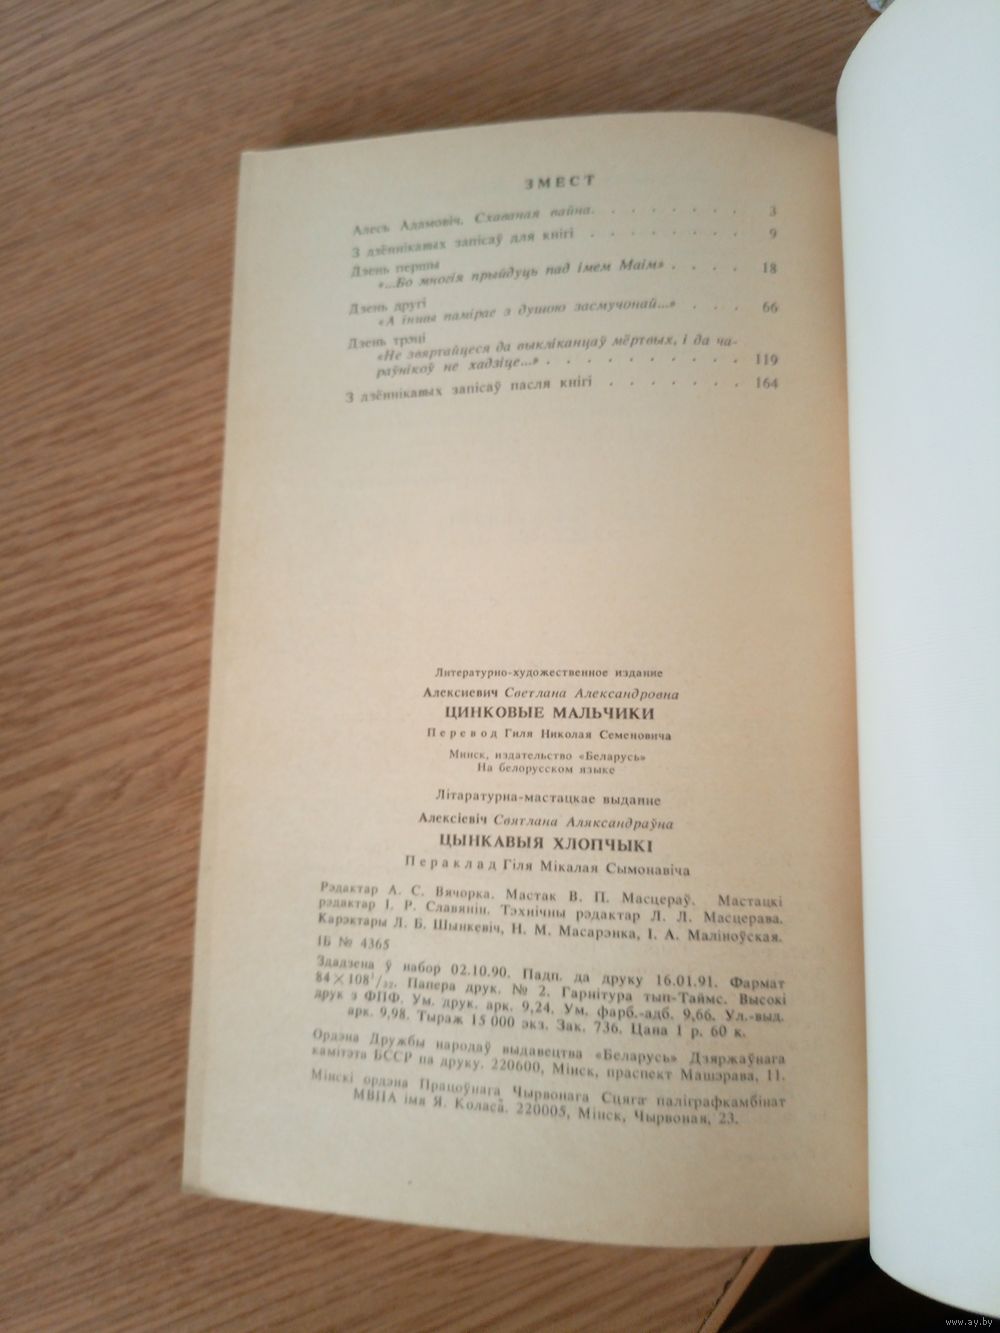 ЗМЕСТ
Алесь Адамовіч. Схаваная вайна. . . . . . . . 3
З дзённікавых запісаў для кнігі . . . . . . . . 9
Дзень першы
«...Бо многія прыйдуць пад імем Маім» . . . . 18
Дзень другі
«А іншы памірае з душою засмучонай...» . . . 66
Дзень трэці
«Не звяртайцеся да выкліканцаў мёртвых, і да ча-
раўнікоў не хадзіце...» . . . . . . . . . . 119
З дзённікавых запісаў пасля кнігі . . . . . . . 164
Литературно-художественное издание
Алексиевич Светлана Александровна
ЦИНКОВЫЕ МАЛЬЧИКИ
Перевод Гиля Николая Семеновича
Минск, издательство «Беларусь»
На белорусском языке
Літаратурна-мастацкае выданне
Алексіевіч Святлана Аляксандраўна
ЦЫНКАВЫЯ ХЛОПЧЫКІ
Пераклад Гіля Мікалая Сымонавіча
Рэдактар А. С. Вячорка. Мастак В. П. Масцераў. Мастацкі
рэдактар І. Р. Славянін. Тэхнічны рэдактар Л. Л. Масцерава.
Карэктары Л. Б. Шынкевіч, Н. М. Масарэнка, І. А. Маліноўская.
ІБ № 4365
Здадзена ў набор 02.10.90. Падп. да друку 16.01.91. Фармат
84×108¹/₃₂. Папера друк. № 2. Гарнітура тып-Таймс. Высокі
друк з ФПФ. Ум. друк. арк. 9,24. Ум. фарб.-адб. 9,66. Ул.-выд.
арк. 9,98. Тыраж 15 000 экз. Зак. 736. Цана 1 р. 60 к.
Ордэна Дружбы народаў выдавецтва «Беларусь» Дзяржаўнага
камітэта БССР па друку. 220600, Мінск, праспект Машэрава, 11.
Мінскі ордэна Працоўнага Чырвонага Сцяга паліграфкамбінат
МВПА імя Я. Коласа. 220005, Мінск, Чырвоная, 23.
www.ay.by